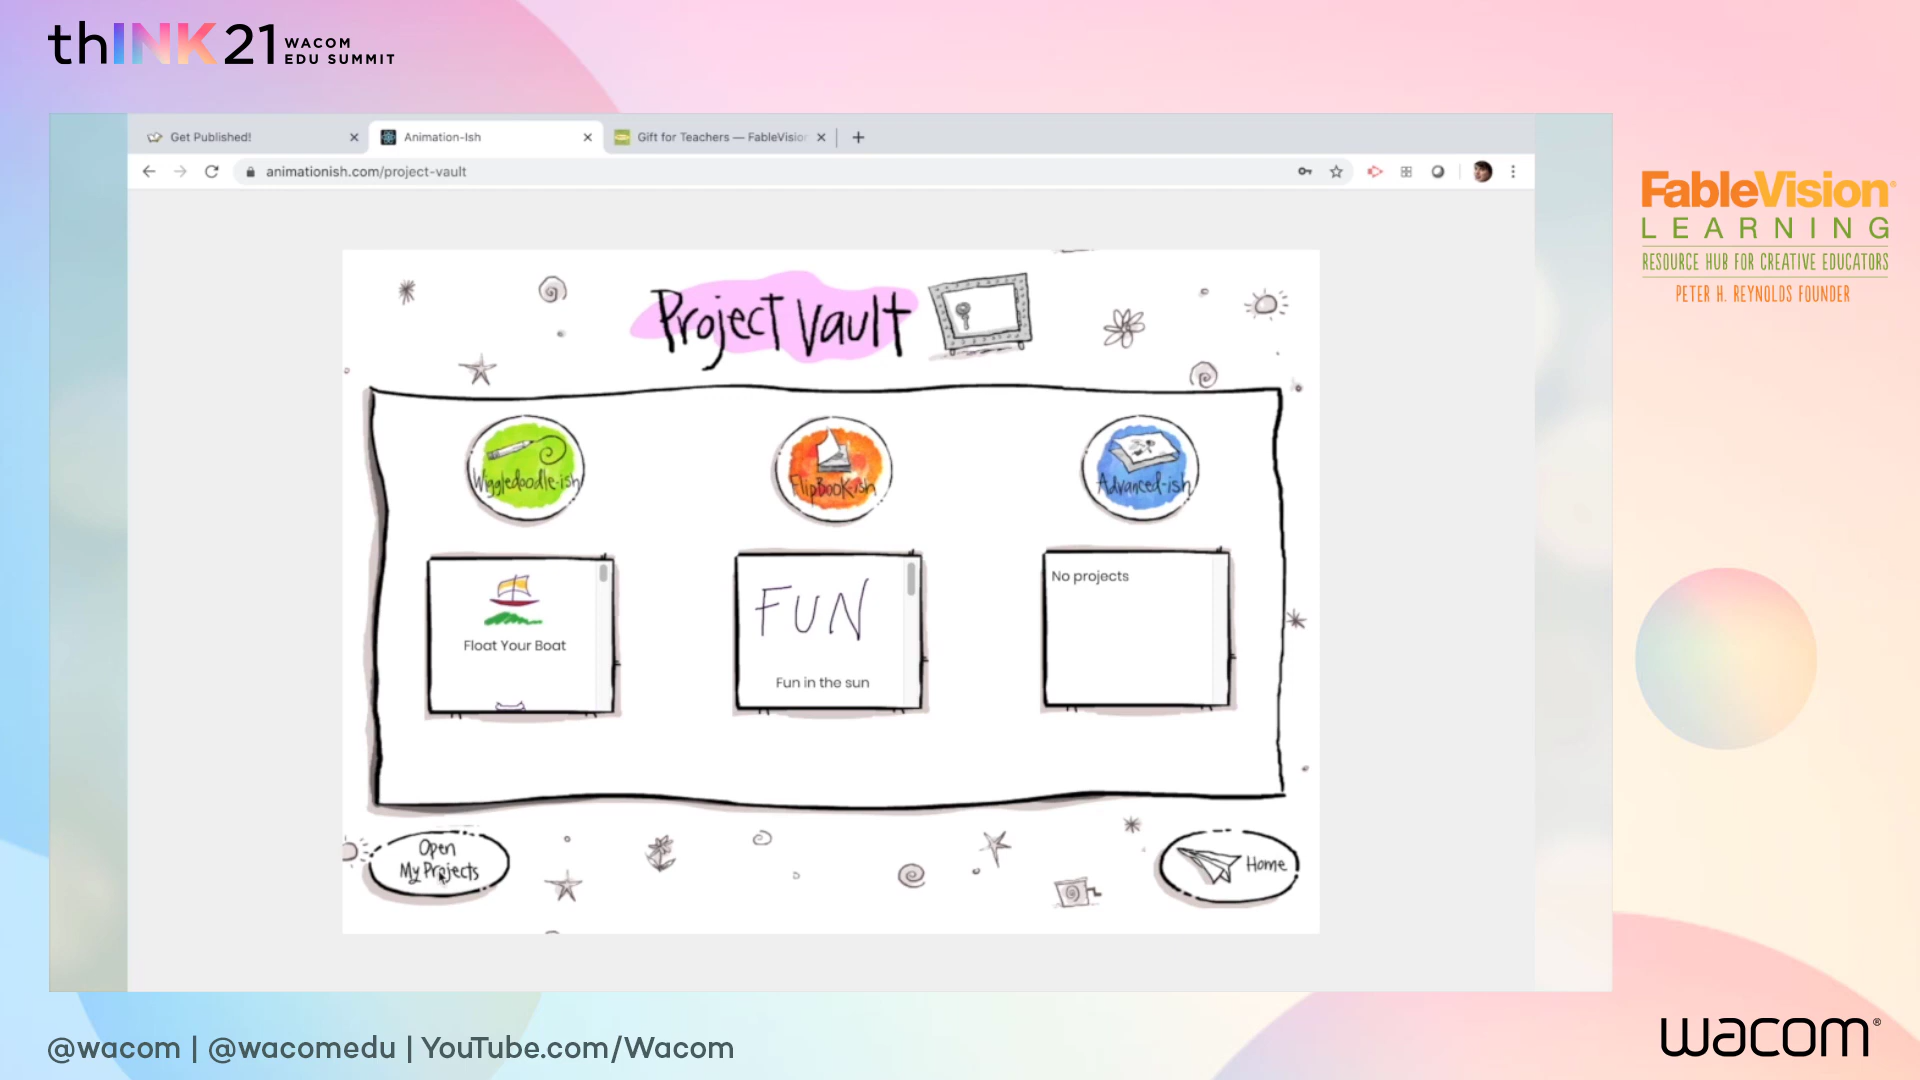 thINK21 WACOM
EDU SUMMIT
Get Published!
Animation-Ish
Gift for Teachers — FableVision
animationish.com/project-vault
FableVision®
LEARNING
RESOURCE HUB FOR CREATIVE EDUCATORS
PETER H. REYNOLDS FOUNDER
Project Vault
Wiggledoodle-ish
FlipBook-ish
Advanced-ish
Float Your Boat
FUN
Fun in the sun
No projects
Open
My Projects
Home
@wacom | @wacomedu | YouTube.com/Wacom
wacom®